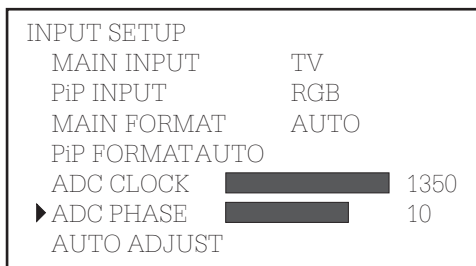 INPUT SETUP
MAIN INPUT TV
PiP INPUT RGB
MAIN FORMAT AUTO
PiP FORMATAUTO
ADC CLOCK 1350
ADC PHASE 10
AUTO ADJUST